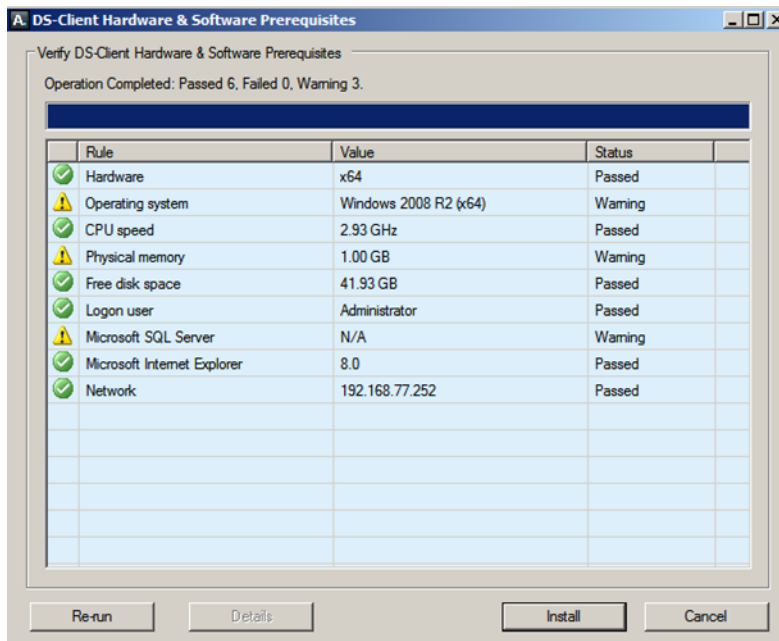 A. DS-Client Hardware & Software Prerequisites
Verify DS-Client Hardware & Software Prerequisites
Operation Completed: Passed 6, Failed 0, Warning 3.
Rule Value Status
Hardware x64 Passed
Operating system Windows 2008 R2 (x64) Warning
CPU speed 2.93 GHz Passed
Physical memory 1.00 GB Warning
Free disk space 41.93 GB Passed
Logon user Administrator Passed
Microsoft SQL Server N/A Warning
Microsoft Internet Explorer 8.0 Passed
Network 192.168.77.252 Passed
Re-run Details Install Cancel